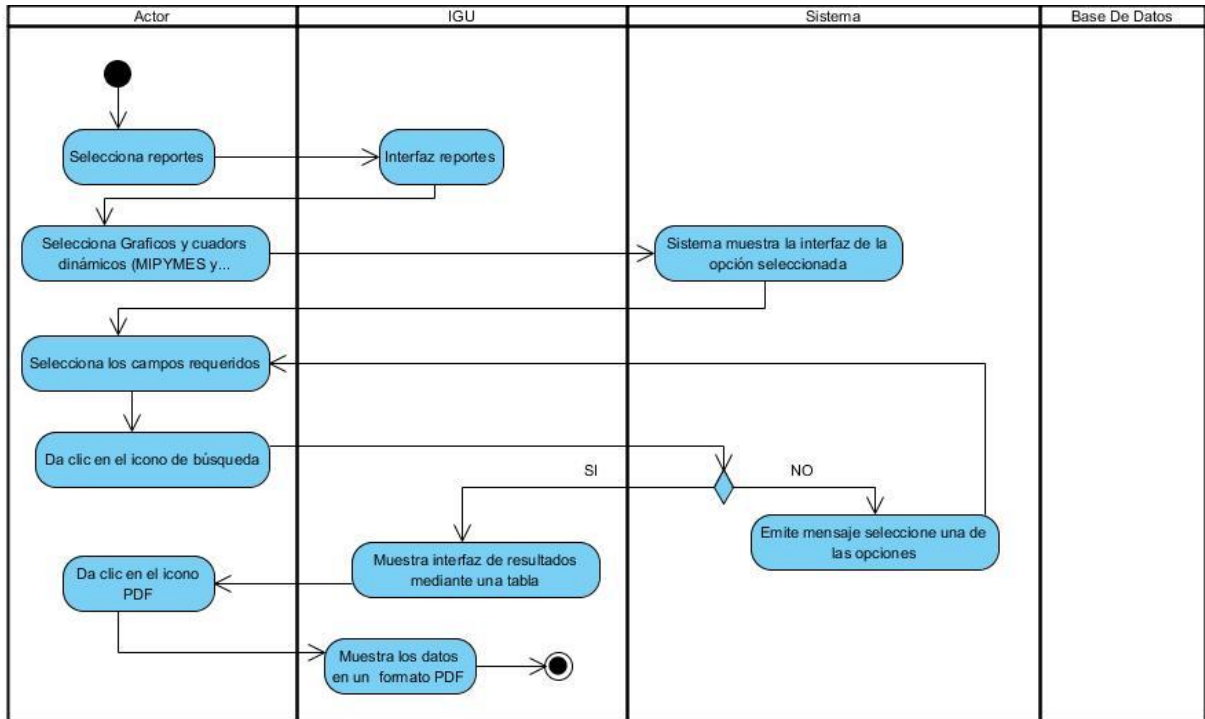 Actor
IGU
Sistema
Base De Datos
Selecciona reportes
Interfaz reportes
Selecciona Graficos y cuadors
dinámicos (MIPYMES y...
Sistema muestra la interfaz de la
opción seleccionada
Selecciona los campos requeridos
Da clic en el icono de búsqueda
SI
NO
Emite mensaje seleccione una de
las opciones
Muestra interfaz de resultados
mediante una tabla
Da clic en el icono
PDF
Muestra los datos
en un formato PDF